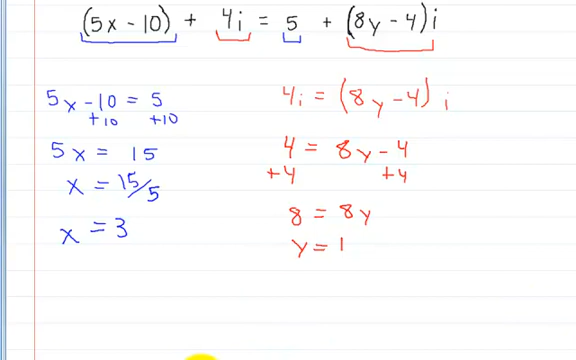 (5x - 10) + 4i = 5 + (8y - 4)i
5x - 10 = 5
+10 +10
5x = 15
x = 15/5
x = 3
4i = (8y - 4) i
4 = 8y - 4
+4 +4
8 = 8y
y = 1